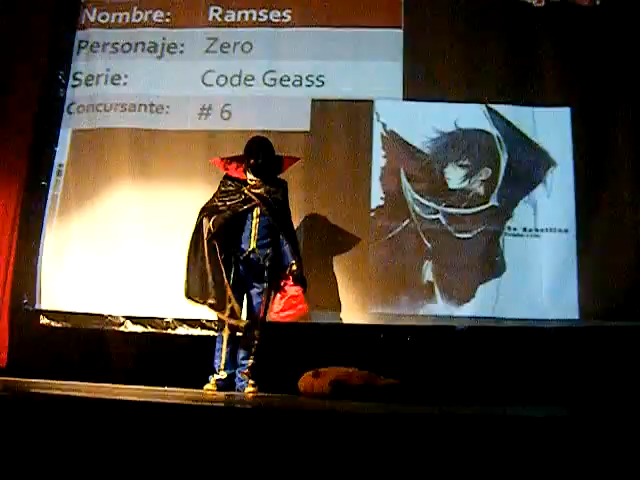 Nombre: Ramses
Personaje: Zero
Serie: Code Geass
Concursante: # 6